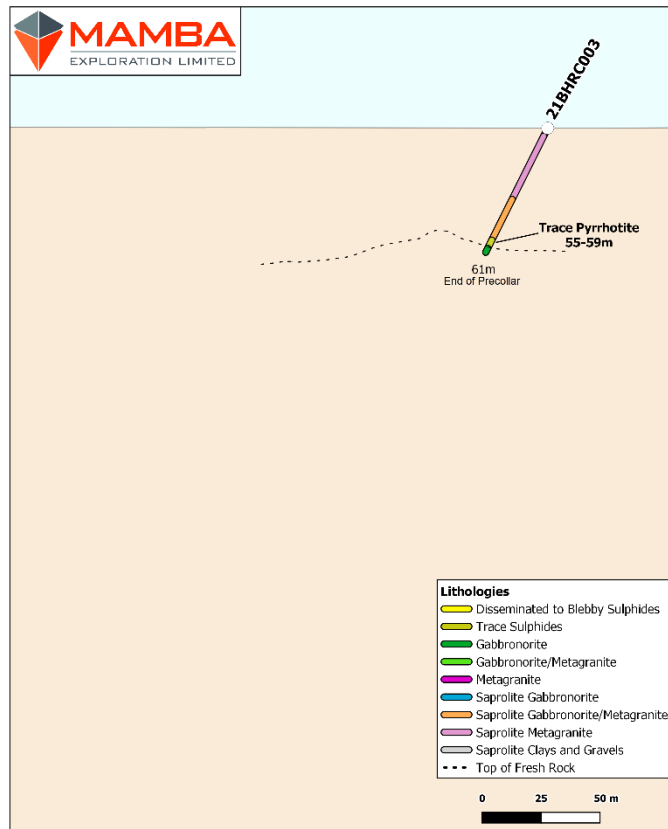 MAMBA
EXPLORATION LIMITED
21BHRC003
Trace Pyrrhotite
55-59m
61m
End of Precollar
Lithologies
Disseminated to Blebby Sulphides
Trace Sulphides
Gabbronorite
Gabbronorite/Metagranite
Metagranite
Saprolite Gabbronorite
Saprolite Gabbronorite/Metagranite
Saprolite Metagranite
Saprolite Clays and Gravels
Top of Fresh Rock
0 25 50 m